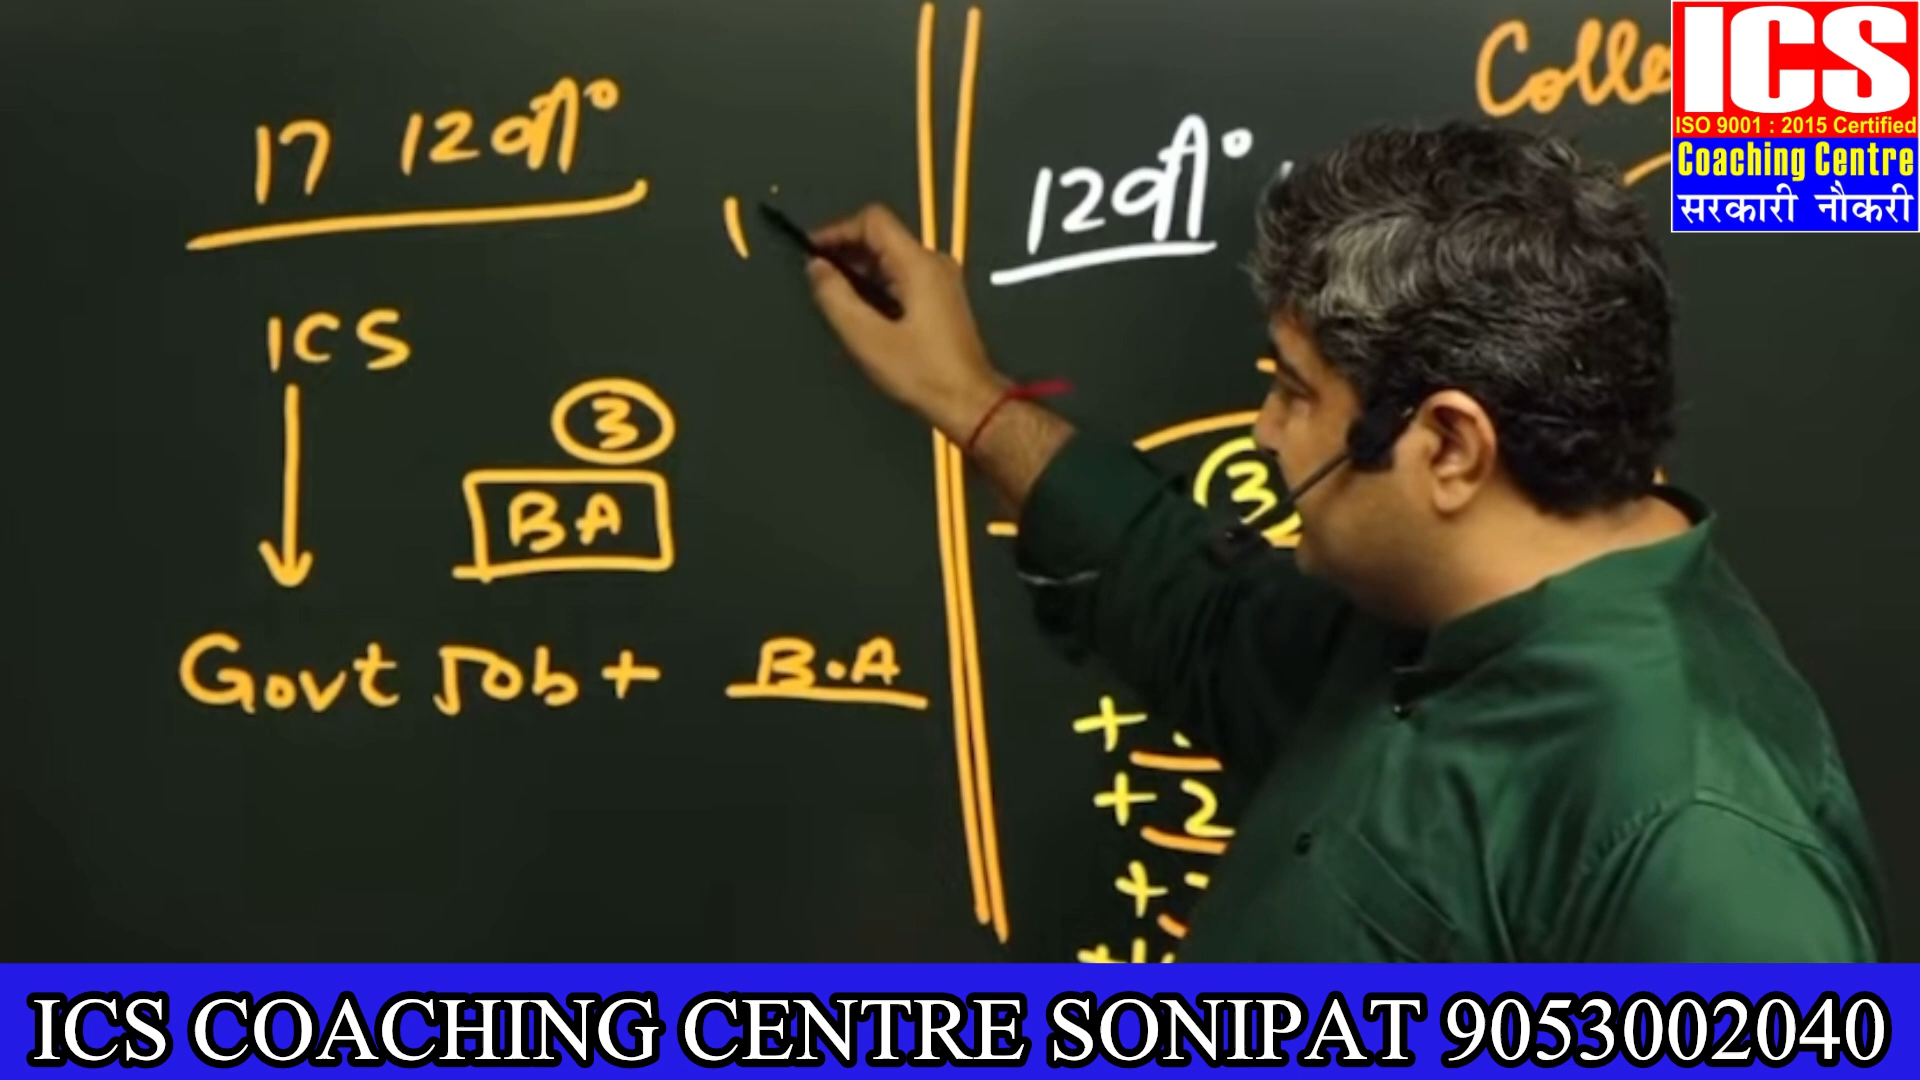 17 12वीं
ICS
3
BA
Govt Job + B.A
12वीं
Colle
3
+
+ 2
+
ICS
ISO 9001 : 2015 Certified
Coaching Centre
सरकारी नौकरी
ICS COACHING CENTRE SONIPAT 9053002040